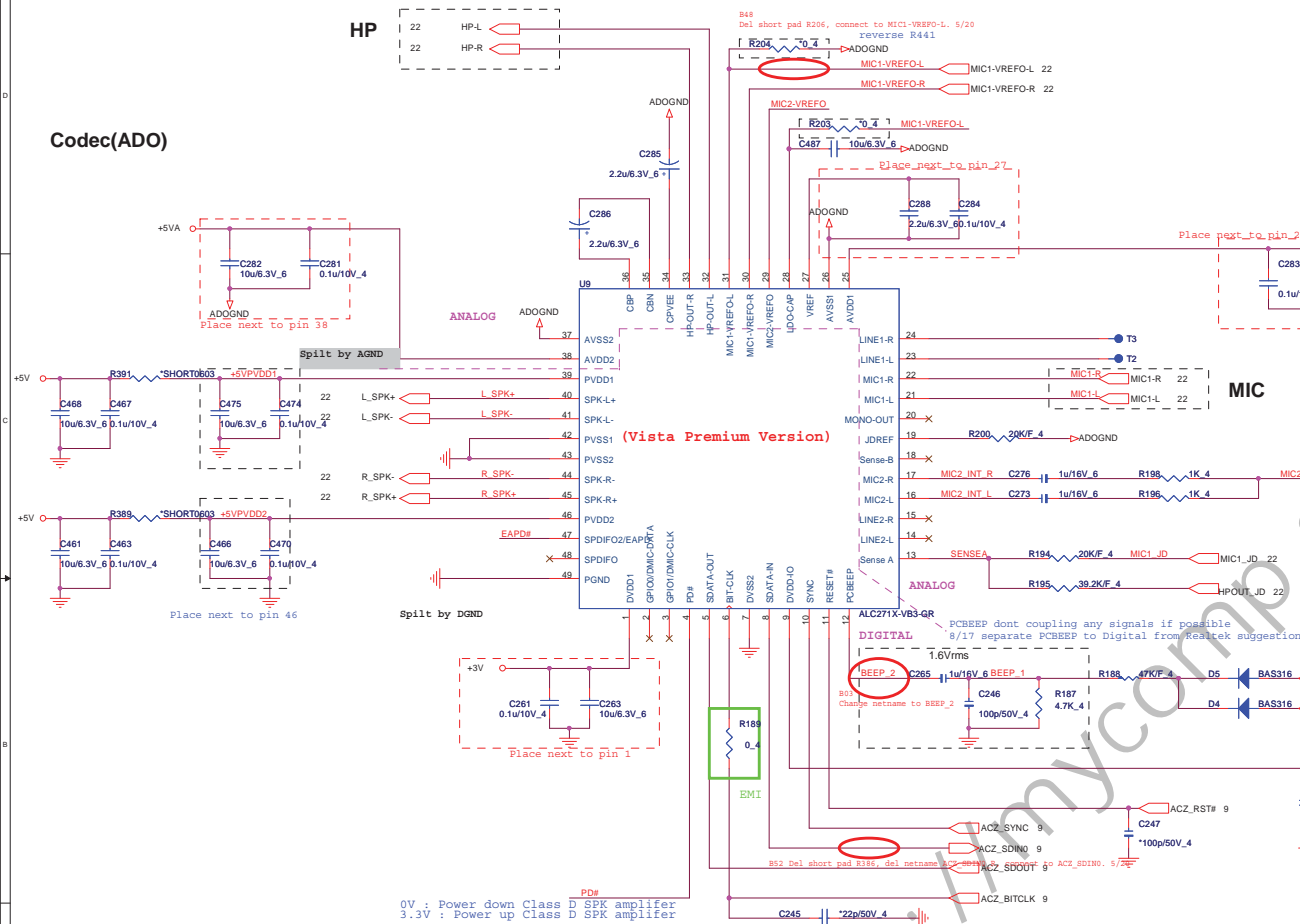 B48
Del short pad R206, connect to MIC1-VREFO-L. 5/20
reverse R441
HP
22 HP-L
22 HP-R
R204 *0_4 ADOGND
MIC1-VREFO-L MIC1-VREFO-L 22
MIC1-VREFO-R MIC1-VREFO-R 22
D
ADOGND
MIC2-VREFO
R203 *0_4 MIC1-VREFO-L
Codec(ADO)
C487 10u/6.3V_6 ADOGND
C285
2.2u/6.3V_6
+
Place next to pin 27
C286
+
2.2u/6.3V_6
ADOGND
C288 C284
2.2u/6.3V_6 0.1u/10V_4
+5VA
Place next to pin 2
C282 C281
10u/6.3V_6 0.1u/10V_4
C283
0.1u/
ADOGND
Place next to pin 38
36 35 34 33 32 31 30 29 28 27 26 25
U9
CBP CBN CPVEE HP-OUT-R HP-OUT-L MIC1-VREFO-L MIC1-VREFO-R MIC2-VREFO LDO-CAP VREF AVSS1 AVDD1
ANALOG
ADOGND
37 AVSS2
LINE1-R 24 T3
Spilt by AGND
38 AVDD2
LINE1-L 23 T2
+5V R391 *SHORT0603 +5VPVDD1
39 PVDD1
MIC1-R 22 MIC1-R MIC1-R 22
MIC
22 L_SPK+ L_SPK+ 40 SPK-L+
MIC1-L 21 MIC1-L MIC1-L 22
C468 C467 C475 C474
10u/6.3V_6 0.1u/10V_4 10u/6.3V_6 0.1u/10V_4
C
22 L_SPK- L_SPK- 41 SPK-L-
MONO-OUT 20
42 PVSS1
(Vista Premium Version)
JDREF 19 R200 20K/F_4 ADOGND
43 PVSS2
Sense-B 18
22 R_SPK- R_SPK- 44 SPK-R-
MIC2-R 17 MIC2_INT_R C276 1u/16V_6 R198 1K_4 MIC2
22 R_SPK+ R_SPK+ 45 SPK-R+
MIC2-L 16 MIC2_INT_L C273 1u/16V_6 R196 1K_4
+5V R389 *SHORT0603 +5VPVDD2
46 PVDD2
LINE2-R 15
EAPD# 47 SPDIFO2/EAPD
LINE2-L 14
C461 C463 C466 C470
10u/6.3V_6 0.1u/10V_4 10u/6.3V_6 0.1u/10V_4
48 SPDIFO
Sense A 13 SENSEA R194 20K/F_4 MIC1_JD MIC1_JD 22
49 PGND
R195 39.2K/F_4 HPOUT_JD 22
ANALOG
DVDD1 GPIO0/DMIC-DATA GPIO1/DMIC-CLK PD# SDATA-OUT BIT-CLK DVSS2 SDATA-IN DVDD-IO SYNC RESET# PCBEEP
Place next to pin 46
Spilt by DGND
ALC271X-VB3-GR
1 2 3 4 5 6 7 8 9 10 11 12
DIGITAL
PCBEEP dont coupling any signals if possible
8/17 separate PCBEEP to Digital from Realtek suggestion
1.6Vrms
+3V
BEEP_2 C265 1u/16V_6 BEEP_1 R188 47K/F_4 D5 BAS316
B03
Change netname to BEEP_2
C246
100p/50V_4
R187
4.7K_4
D4 BAS316
C261 C263
0.1u/10V_4 10u/6.3V_6
R189
0_4
B
Place next to pin 1
EMI
ACZ_RST# 9
C247
*100p/50V_4
ACZ_SYNC 9
ACZ_SDIN0 9
B52 Del short pad R386, del netname ACZ_SDIN0_R, connect to ACZ_SDIN0. 5/2
ACZ_SDOUT 9
PD#
ACZ_BITCLK 9
0V : Power down Class D SPK amplifer
3.3V : Power up Class D SPK amplifer
C245 *22p/50V_4
//mycomp